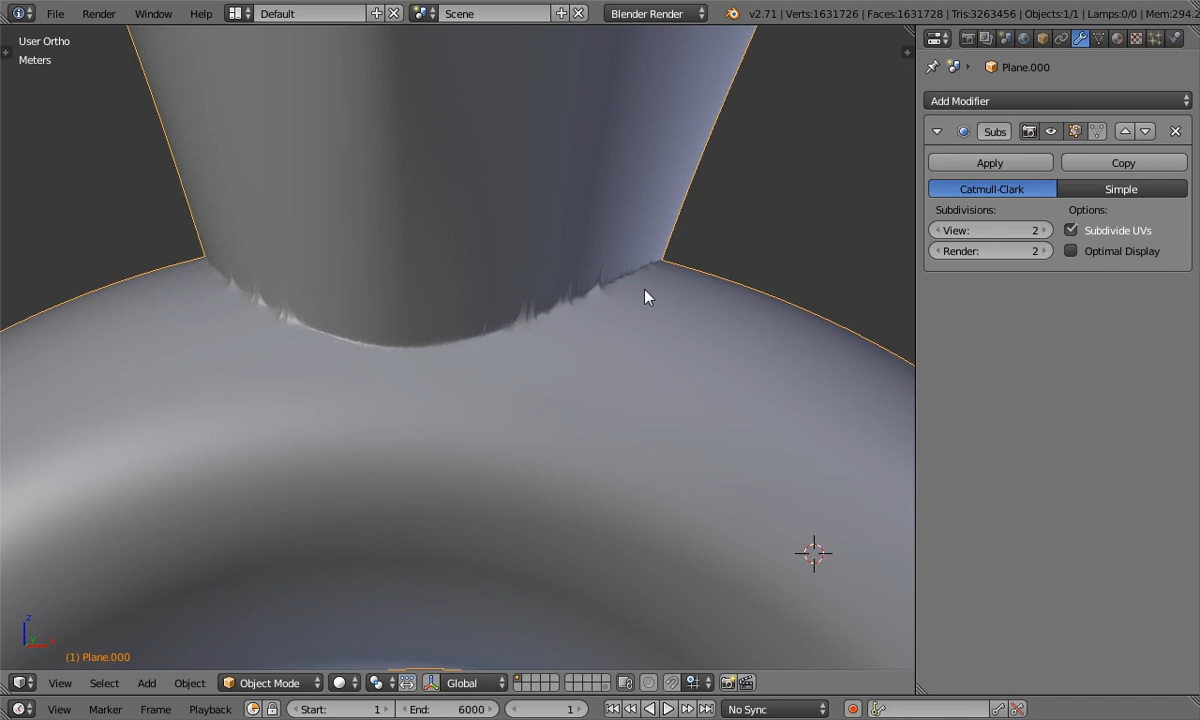 File Render Window Help Default Scene Blender Render v2.71 | Verts:1631726 | Faces:1631728 | Tris:3263456 | Objects:1/1 | Lamps:0/0 | Mem:294.2
User Ortho
Meters
Plane.000
Add Modifier
Subs
Apply Copy
Catmull-Clark Simple
Subdivisions: Options:
View: 2 Subdivide UVs
Render: 2 Optimal Display
z
y x
(1) Plane.000
View Select Add Object Object Mode Global
View Marker Frame Playback Start: 1 End: 6000 1 No Sync